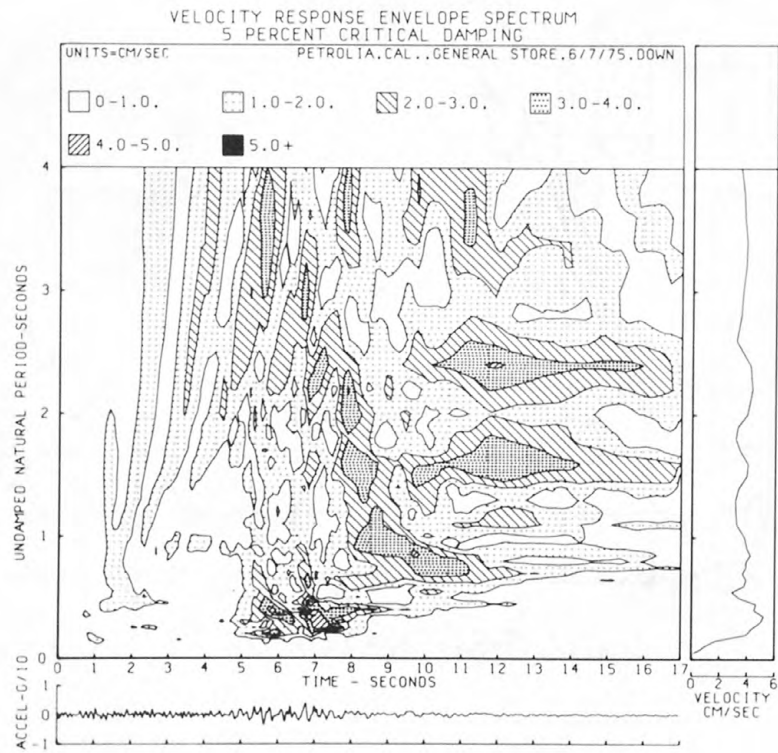 VELOCITY RESPONSE ENVELOPE SPECTRUM
5 PERCENT CRITICAL DAMPING
UNITS=CM/SEC PETROLIA,CAL.,GENERAL STORE,6/7/75,DOWN
0-1.0. 1.0-2.0. 2.0-3.0. 3.0-4.0.
4.0-5.0. 5.0+
4
3
2
1
0
UNDAMPED NATURAL PERIOD-SECONDS
0 1 2 3 4 5 6 7 8 9 10 11 12 13 14 15 16 17
TIME - SECONDS
0 2 4 6
VELOCITY
CM/SEC
ACCEL-G/10
1
0
-1